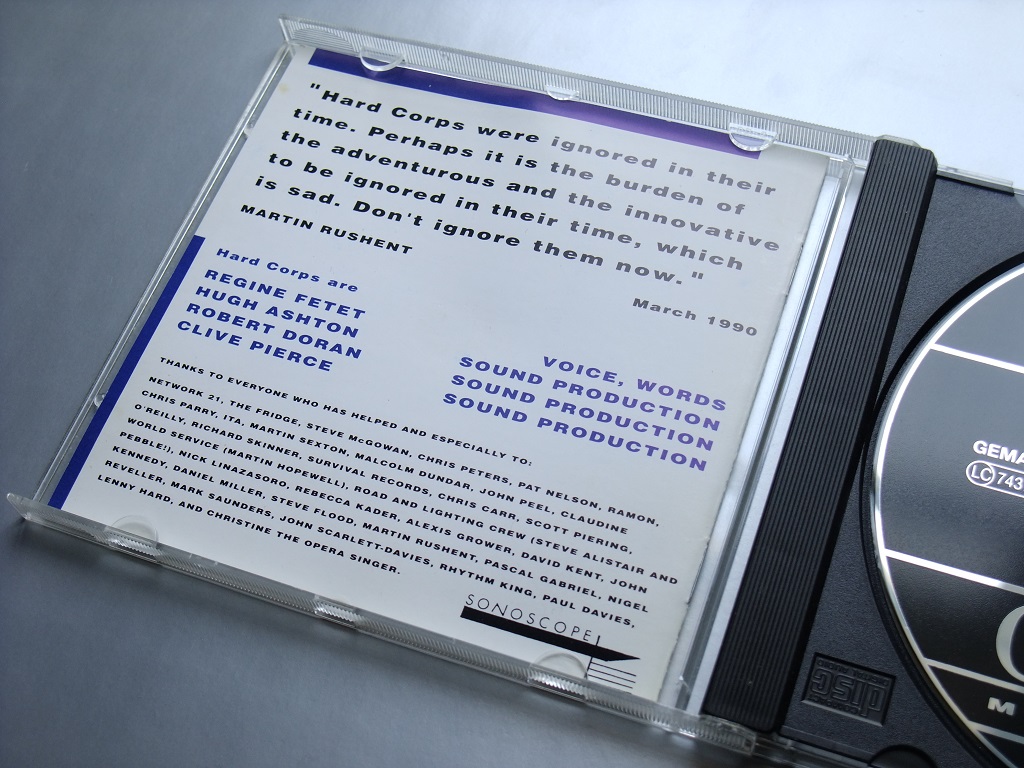 "Hard Corps were ignored in their
time. Perhaps it is the burden of
the adventurous and the innovative
to be ignored in their time, which
is sad. Don't ignore them now."
MARTIN RUSHENT
March 1990
Hard Corps are
REGINE FETET
HUGH ASHTON
ROBERT DORAN
CLIVE PIERCE
VOICE, WORDS
SOUND PRODUCTION
SOUND PRODUCTION
SOUND PRODUCTION
THANKS TO EVERYONE WHO HAS HELPED AND ESPECIALLY TO:
NETWORK 21, THE FRIDGE, STEVE McGOWAN, CHRIS PETERS, PAT NELSON, RAMON,
CHRIS PARRY, ITA, MARTIN SEXTON, MALCOLM DUNDAR, JOHN PEEL, CLAUDINE
O'REILLY, RICHARD SKINNER, SURVIVAL RECORDS, CHRIS CARR, SCOTT PIERING,
WORLD SERVICE (MARTIN HOPEWELL), ROAD AND LIGHTING CREW (STEVE ALISTAIR AND
PEBBLE!), NICK LINAZASORO, REBECCA KADER, ALEXIS GROWER, DAVID KENT, JOHN
KENNEDY, DANIEL MILLER, STEVE FLOOD, MARTIN RUSHENT, PASCAL GABRIEL, NIGEL
REVELLER, MARK SAUNDERS, JOHN SCARLETT-DAVIES, RHYTHM KING, PAUL DAVIES,
LENNY HARD, AND CHRISTINE THE OPERA SINGER.
SONOSCOPE
GEMA
LC 743
M
COMPACT
disc
DIGITAL AUDIO